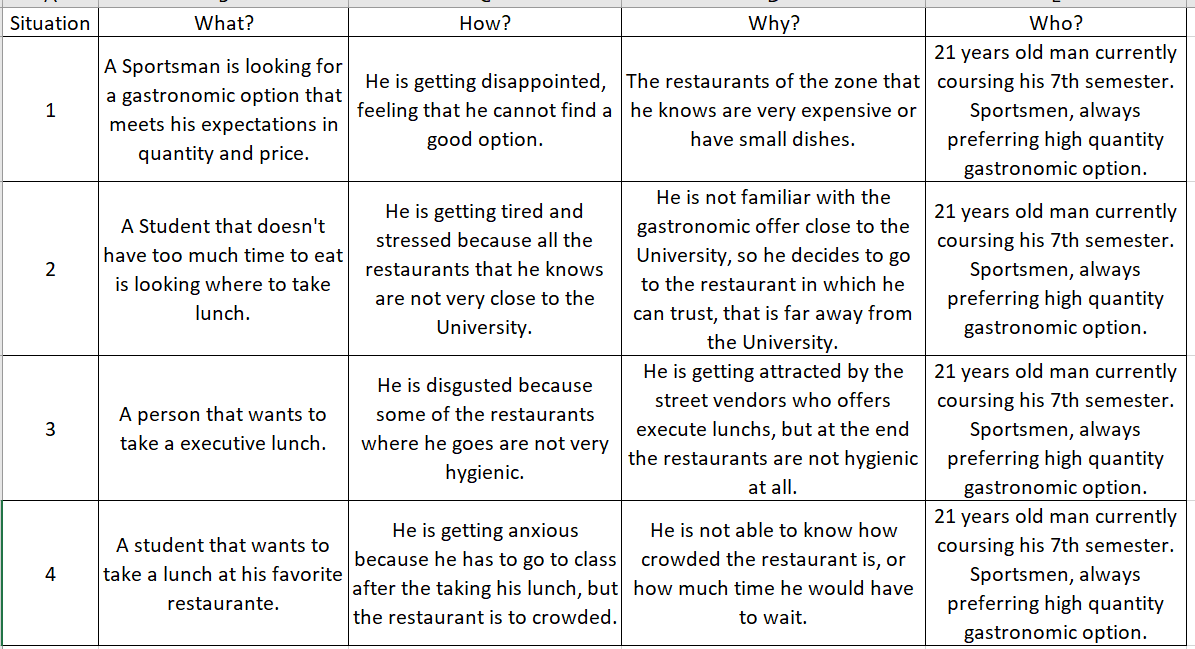 Situation
What?
How?
Why?
Who?
1
A Sportsman is looking for
a gastronomic option that
meets his expectations in
quantity and price.
He is getting disappointed,
feeling that he cannot find a
good option.
The restaurants of the zone that
he knows are very expensive or
have small dishes.
21 years old man currently
coursing his 7th semester.
Sportsmen, always
preferring high quantity
gastronomic option.
2
A Student that doesn't
have too much time to eat
is looking where to take
lunch.
He is getting tired and
stressed because all the
restaurants that he knows
are not very close to the
University.
He is not familiar with the
gastronomic offer close to the
University, so he decides to go
to the restaurant in which he
can trust, that is far away from
the University.
21 years old man currently
coursing his 7th semester.
Sportsmen, always
preferring high quantity
gastronomic option.
3
A person that wants to
take a executive lunch.
He is disgusted because
some of the restaurants
where he goes are not very
hygienic.
He is getting attracted by the
street vendors who offers
execute lunchs, but at the end
the restaurants are not hygienic
at all.
21 years old man currently
coursing his 7th semester.
Sportsmen, always
preferring high quantity
gastronomic option.
4
A student that wants to
take a lunch at his favorite
restaurante.
He is getting anxious
because he has to go to class
after the taking his lunch, but
the restaurant is to crowded.
He is not able to know how
crowded the restaurant is, or
how much time he would have
to wait.
21 years old man currently
coursing his 7th semester.
Sportsmen, always
preferring high quantity
gastronomic option.